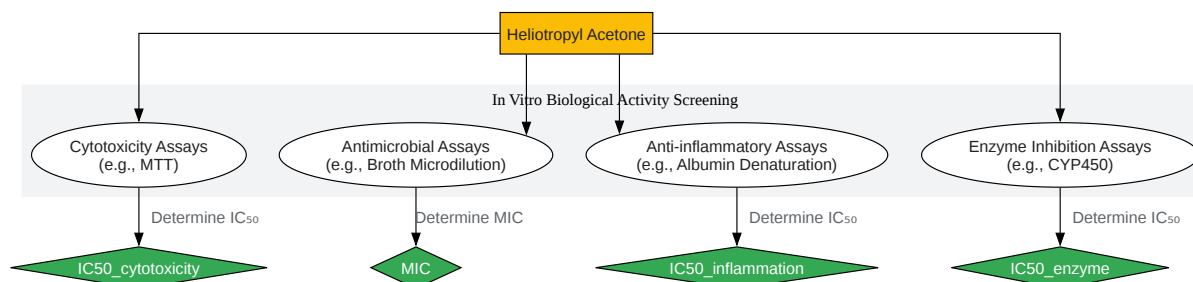 Heliotropyl Acetone
In Vitro Biological Activity Screening
Cytotoxicity Assays
(e.g., MTT)
Antimicrobial Assays
(e.g., Broth Microdilution)
Anti-inflammatory Assays
(e.g., Albumin Denaturation)
Enzyme Inhibition Assays
(e.g., CYP450)
Determine IC₅₀
Determine MIC
Determine IC₅₀
Determine IC₅₀
IC50_cytotoxicity
MIC
IC50_inflammation
IC50_enzyme